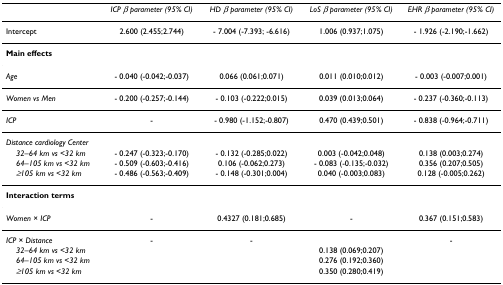 ICP β parameter (95% CI) HD β parameter (95% CI) LoS β parameter (95% CI) EHR β parameter (95% CI)
Intercept 2.600 (2.455;2.744) - 7.004 (-7.393; -6.616) 1.006 (0.937;1.075) - 1.926 (-2.190;-1.662)
Main effects
Age - 0.040 (-0.042;-0.037) 0.066 (0.061;0.071) 0.011 (0.010;0.012) - 0.003 (-0.007;0.001)
Women vs Men - 0.200 (-0.257;-0.144) - 0.103 (-0.222;0.015) 0.039 (0.013;0.064) - 0.237 (-0.360;-0.113)
ICP - - 0.980 (-1.152;-0.807) 0.470 (0.439;0.501) - 0.838 (-0.964;-0.711)
Distance cardiology Center
32–64 km vs <32 km - 0.247 (-0.323;-0.170) - 0.132 (-0.285;0.022) 0.003 (-0.042;0.048) 0.138 (0.003;0.274)
64–105 km vs <32 km - 0.509 (-0.603;-0.416) 0.106 (-0.062;0.273) - 0.083 (-0.135;-0.032) 0.356 (0.207;0.505)
≥105 km vs <32 km - 0.486 (-0.563;-0.409) - 0.148 (-0.301;0.004) 0.040 (-0.003;0.083) 0.128 (-0.005;0.262)
Interaction terms
Women × ICP - 0.4327 (0.181;0.685) - 0.367 (0.151;0.583)
ICP × Distance - - -
32–64 km vs <32 km 0.138 (0.069;0.207)
64–105 km vs <32 km 0.276 (0.192;0.360)
≥105 km vs <32 km 0.350 (0.280;0.419)